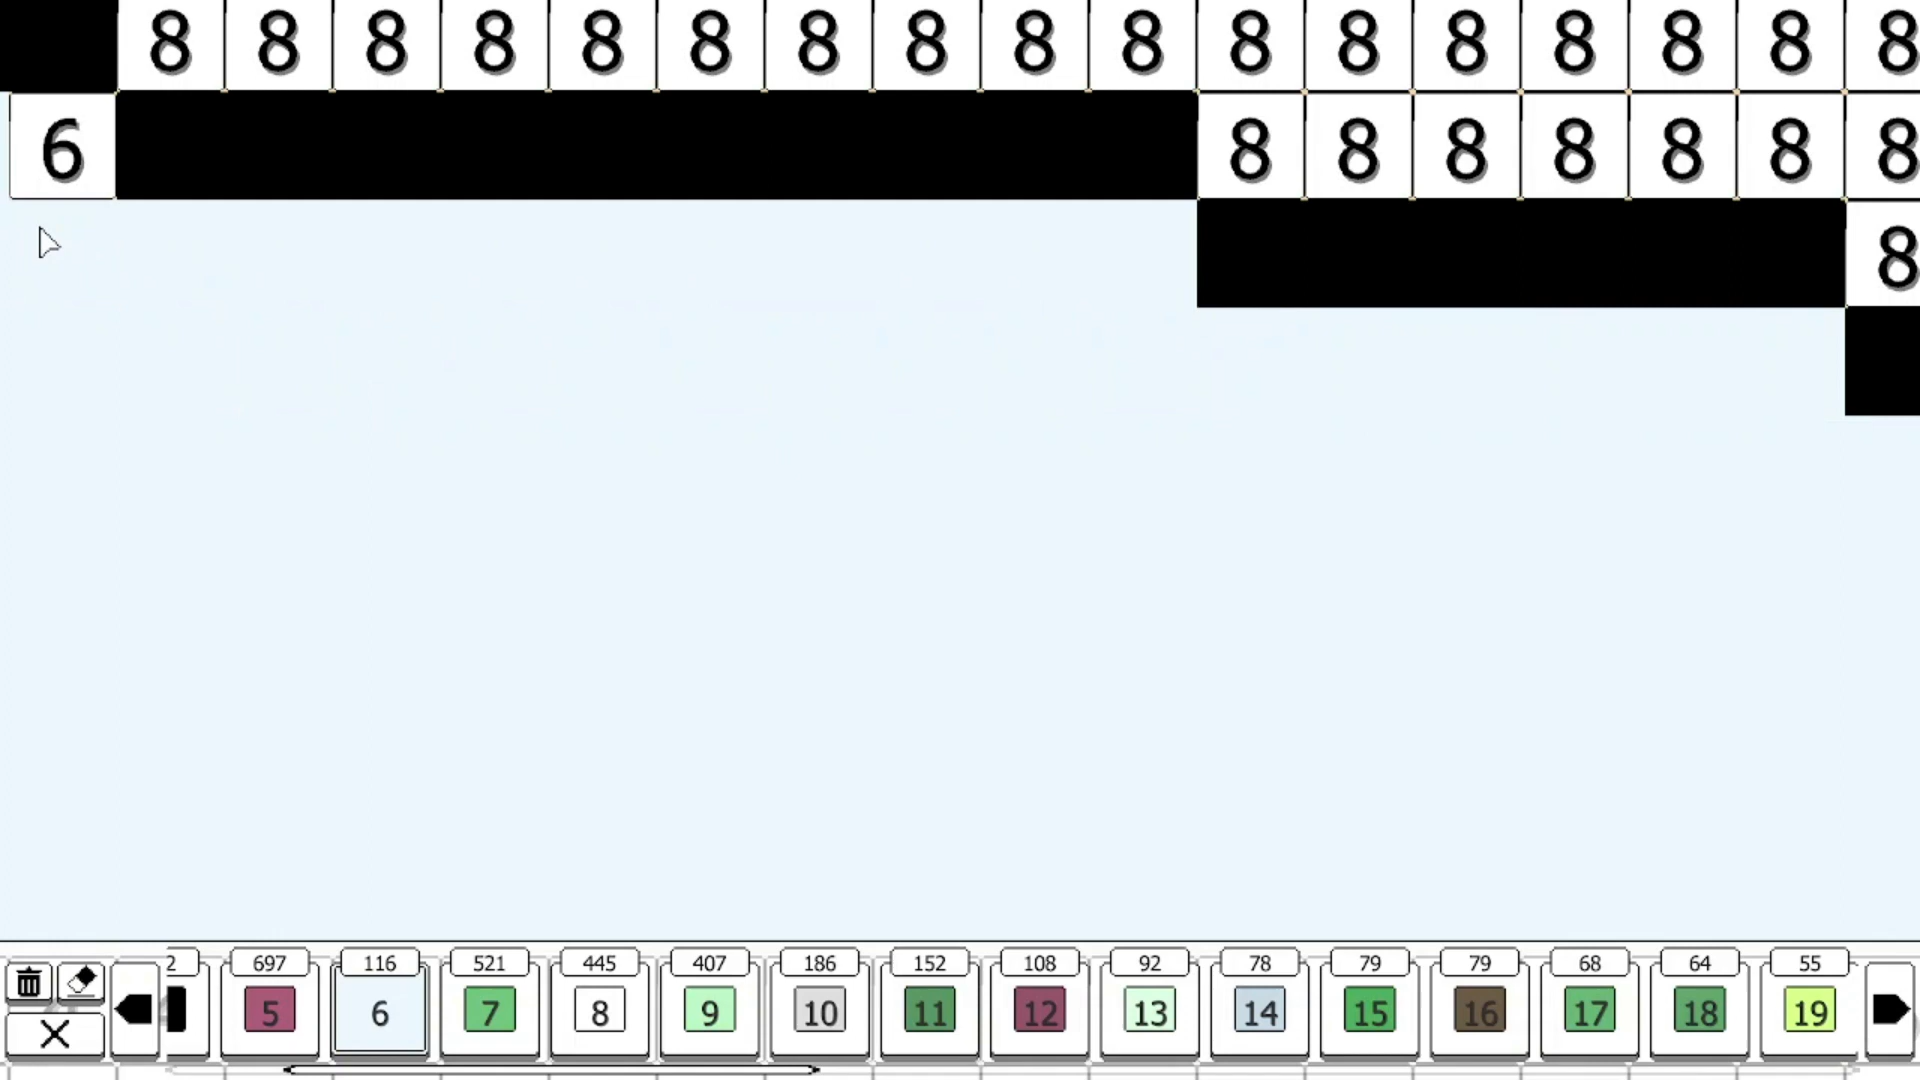 8 8 8 8 8 8 8 8 8 8 8 8 8 8 8 8 8
6 8 8 8 8 8 8 8
8
2 697 116 521 445 407 186 152 108 92 78 79 79 68 64 55
5 6 7 8 9 10 11 12 13 14 15 16 17 18 19